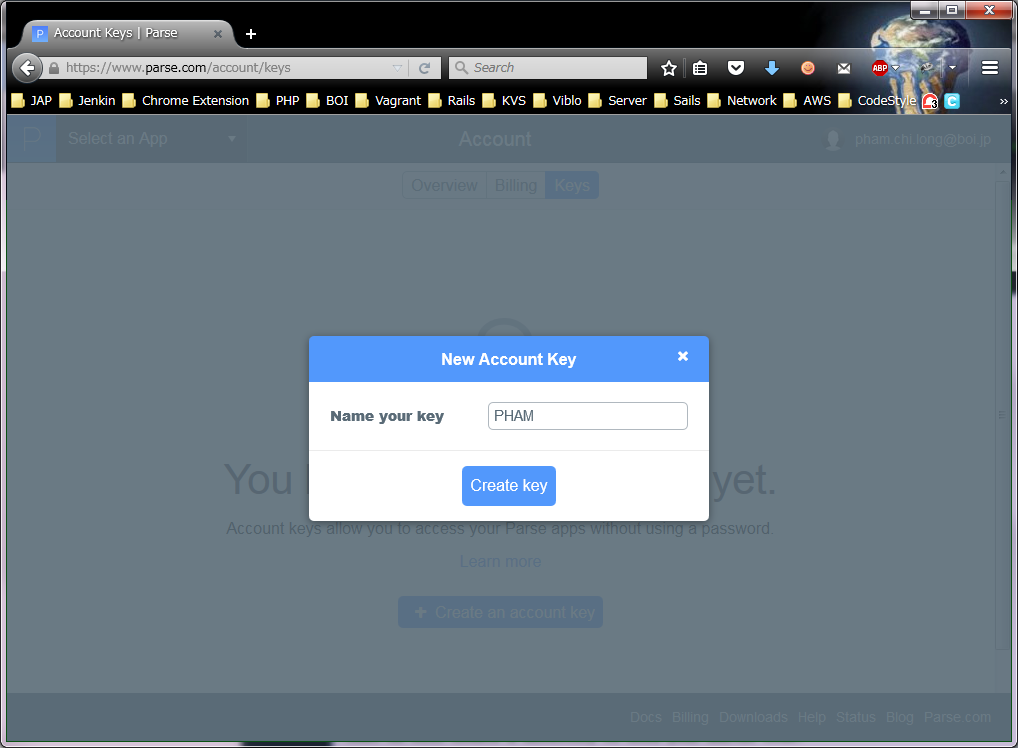 Account Keys | Parse
https://www.parse.com/account/keys
Search
ABP
JAP Jenkin Chrome Extension PHP BOI Vagrant Rails KVS Viblo Server Sails Network AWS CodeStyle 3 C »
P Select an App Account pham.chi.long@boi.jp
Overview Billing Keys
New Account Key
Name your key PHAM
Create key
You yet.
Account keys allow you to access your Parse apps without using a password.
Learn more
+ Create an account key
Docs Billing Downloads Help Status Blog Parse.com